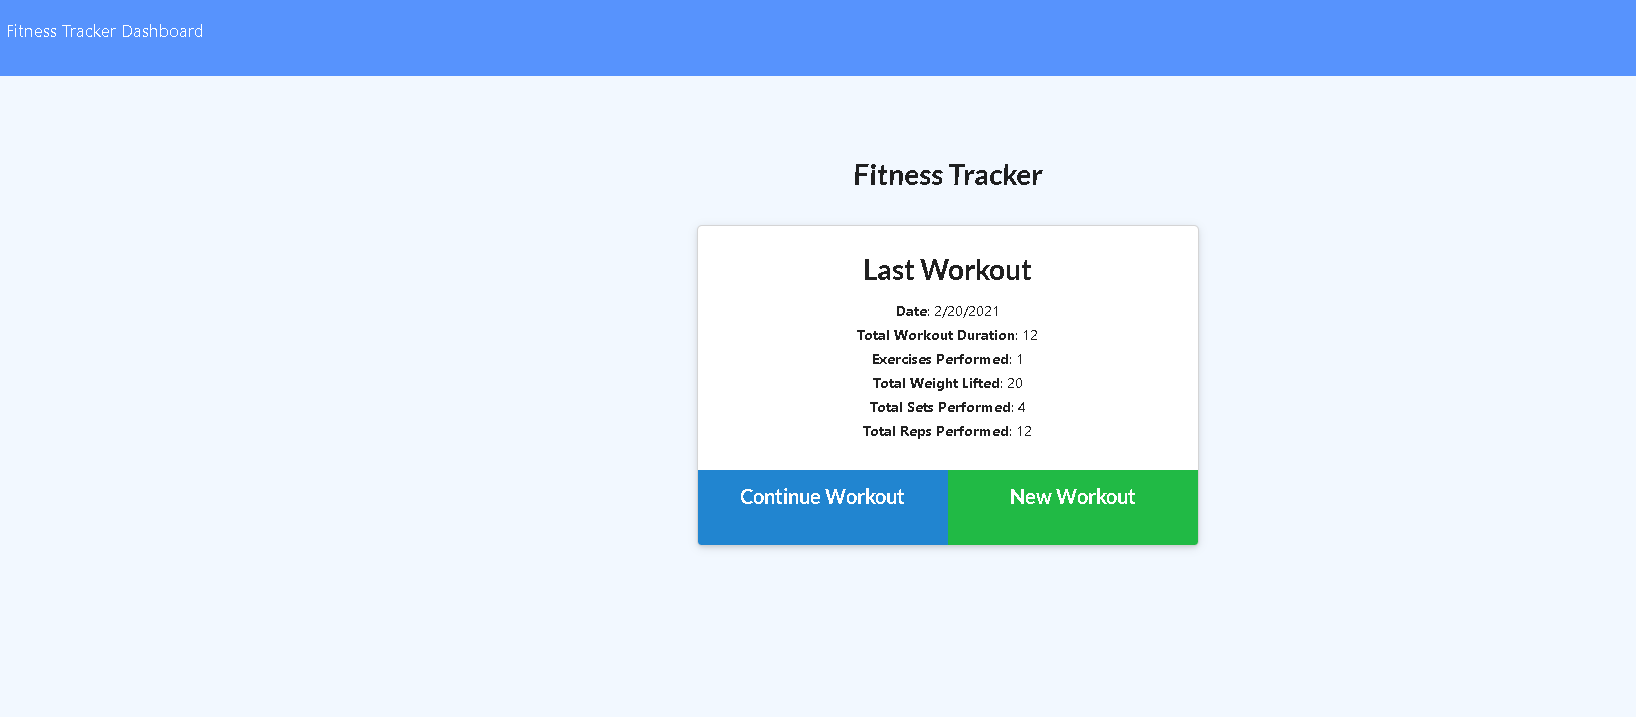 Fitness Tracker Dashboard
Fitness Tracker
Last Workout
Date: 2/20/2021
Total Workout Duration: 12
Exercises Performed: 1
Total Weight Lifted: 20
Total Sets Performed: 4
Total Reps Performed: 12
Continue Workout New Workout